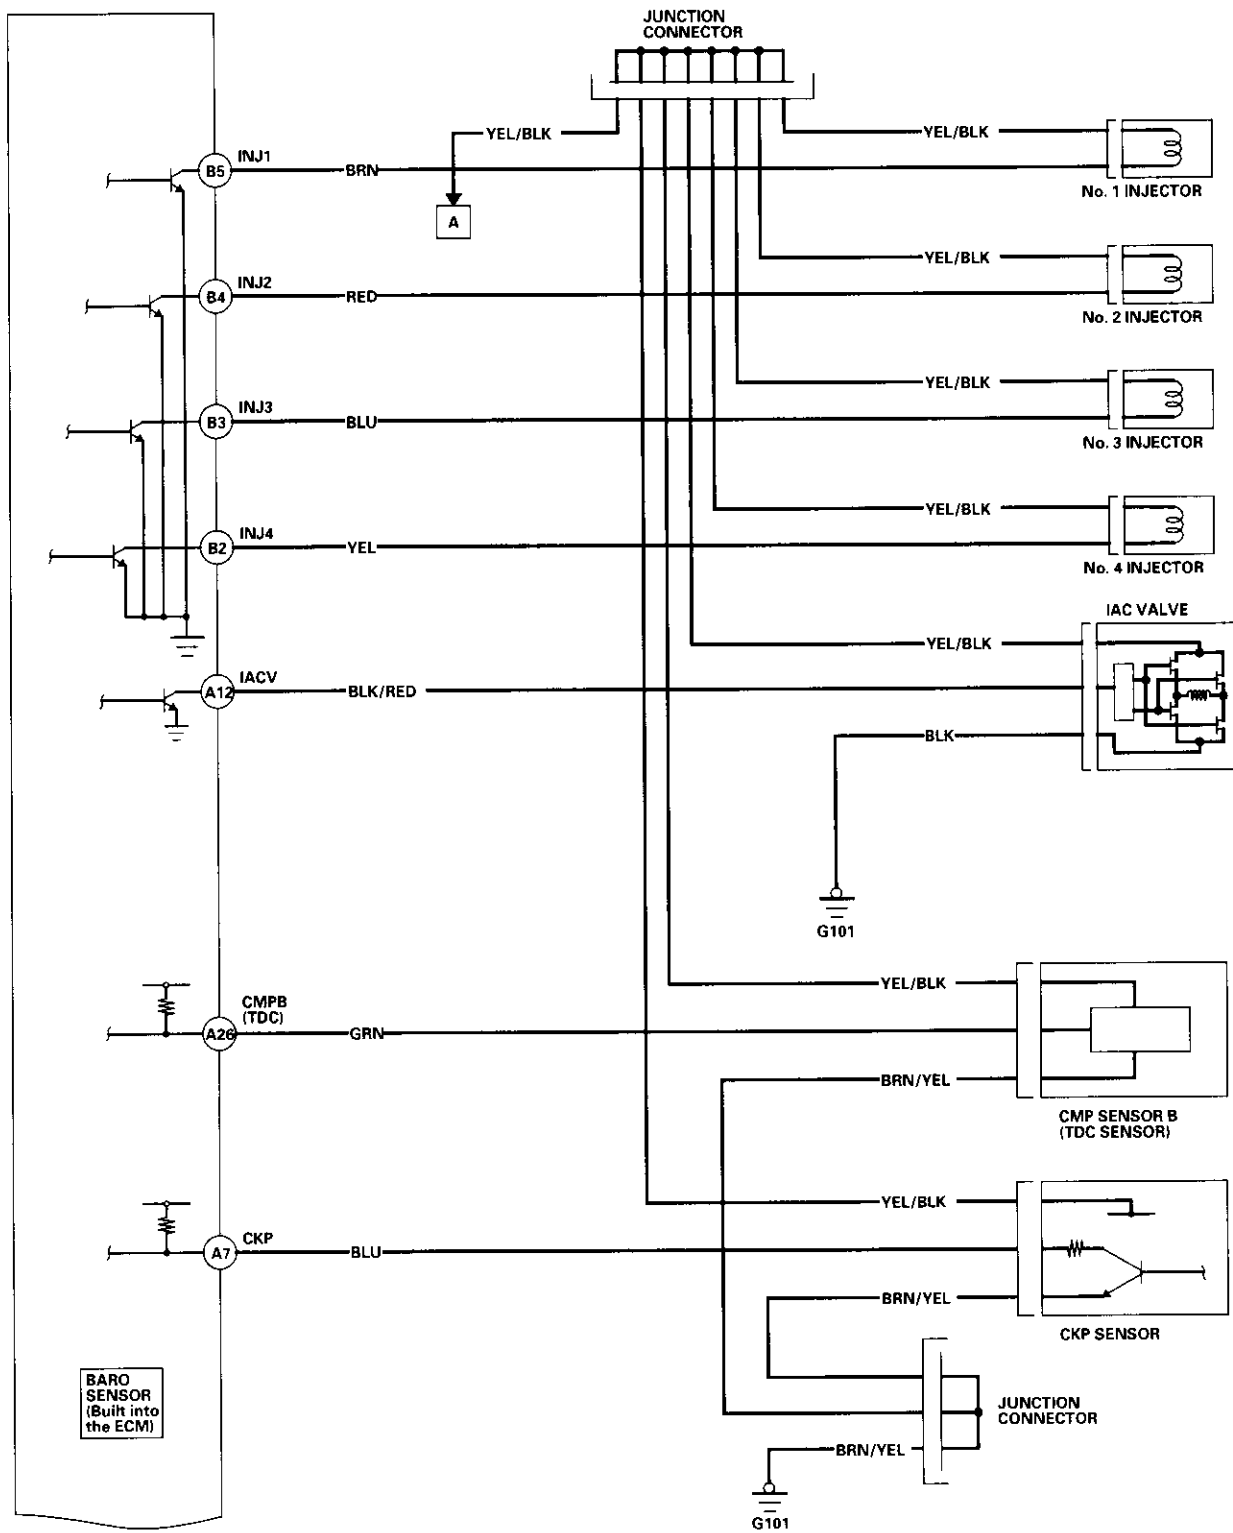 JUNCTION
CONNECTOR
YEL/BLK
YEL/BLK
INJ1
B5
BRN
No. 1 INJECTOR
A
YEL/BLK
INJ2
B4
RED
No. 2 INJECTOR
YEL/BLK
INJ3
B3
BLU
No. 3 INJECTOR
YEL/BLK
INJ4
B2
YEL
No. 4 INJECTOR
IAC VALVE
YEL/BLK
IACV
A12
BLK/RED
BLK
G101
YEL/BLK
CMPB
(TDC)
A26
GRN
BRN/YEL
CMP SENSOR B
(TDC SENSOR)
YEL/BLK
CKP
A7
BLU
BRN/YEL
CKP SENSOR
BARO
SENSOR
(Built into
the ECM)
JUNCTION
CONNECTOR
BRN/YEL
G101